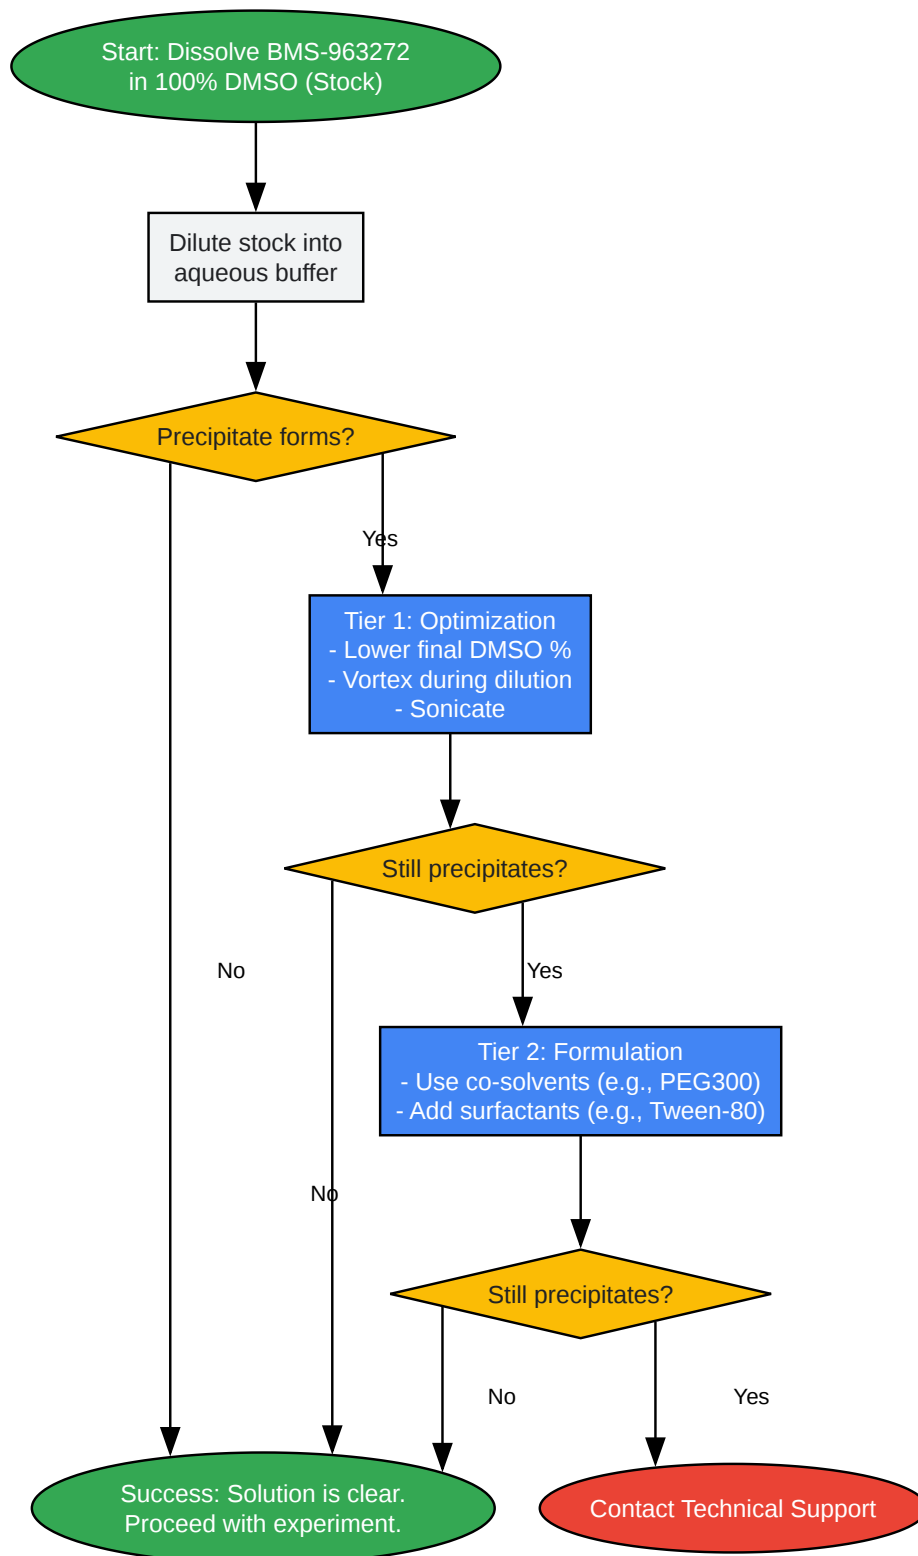 Start: Dissolve BMS-963272
in 100% DMSO (Stock)
Dilute stock into
aqueous buffer
Precipitate forms?
Yes
Tier 1: Optimization
- Lower final DMSO %
- Vortex during dilution
- Sonicate
Still precipitates?
No
Yes
Tier 2: Formulation
- Use co-solvents (e.g., PEG300)
- Add surfactants (e.g., Tween-80)
No
Still precipitates?
No
Yes
Success: Solution is clear.
Proceed with experiment.
Contact Technical Support